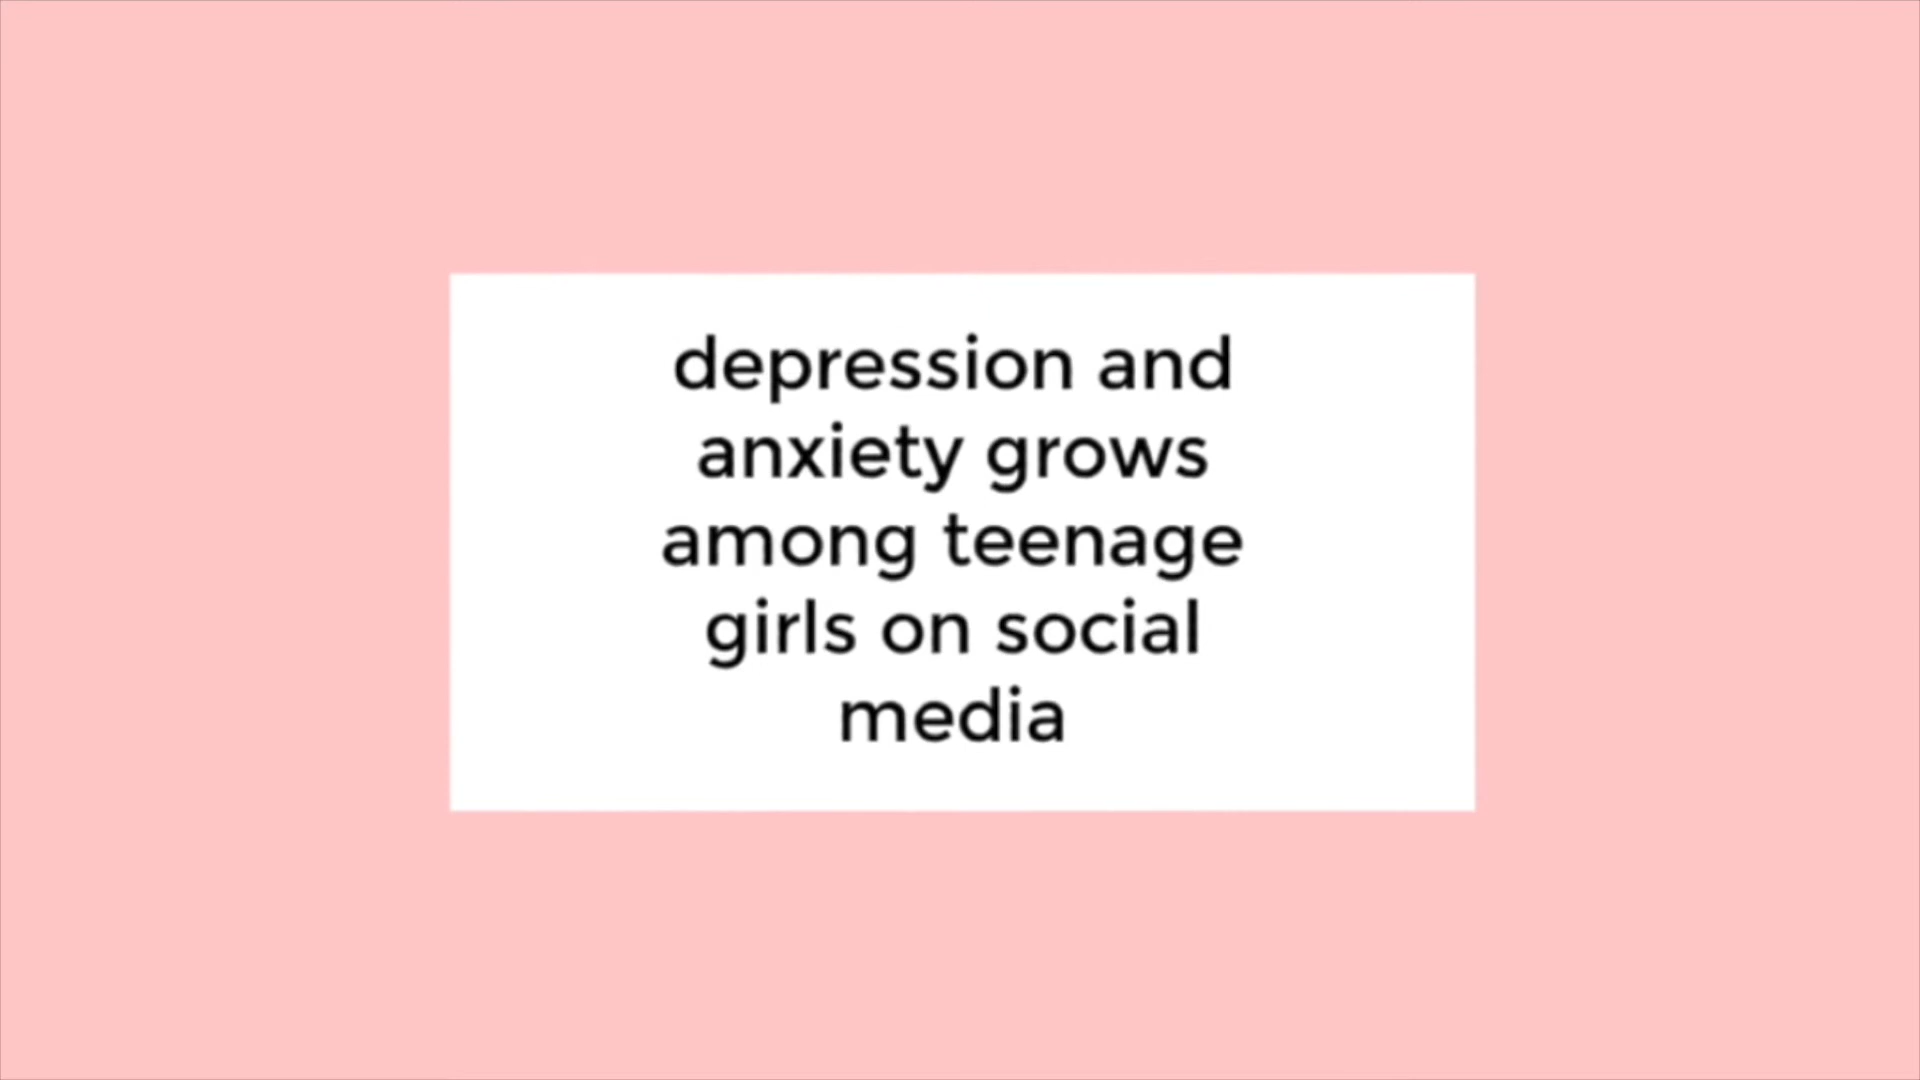 depression and
anxiety grows
among teenage
girls on social
media